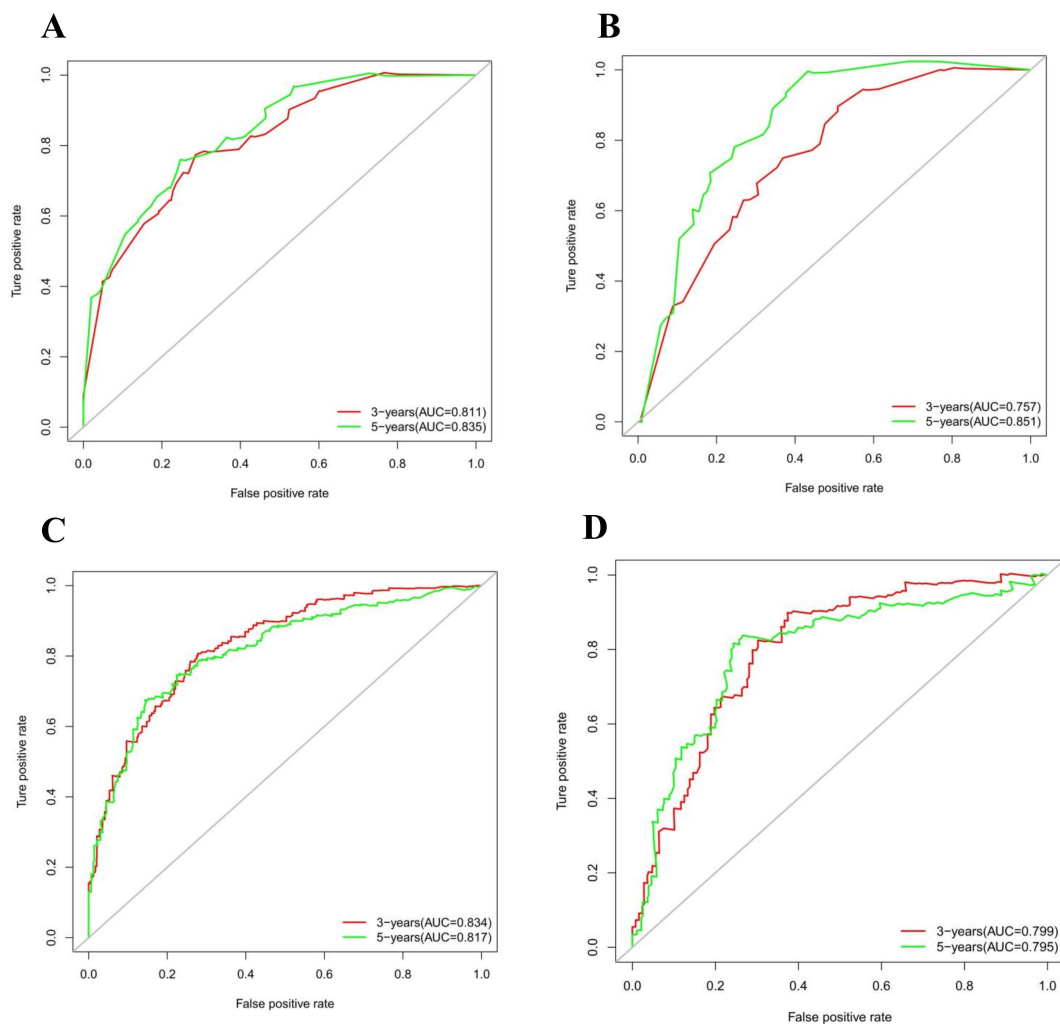 A
1.0
0.8
0.6
0.4
0.2
0.0
Ture positive rate
3−years(AUC=0.811)
5−years(AUC=0.835)
0.0 0.2 0.4 0.6 0.8 1.0
False positive rate
B
1.0
0.8
0.6
0.4
0.2
0.0
Ture positive rate
3−years(AUC=0.757)
5−years(AUC=0.851)
0.0 0.2 0.4 0.6 0.8 1.0
False positive rate
C
1.0
0.8
0.6
0.4
0.2
0.0
Ture positive rate
3−years(AUC=0.834)
5−years(AUC=0.817)
0.0 0.2 0.4 0.6 0.8 1.0
False positive rate
D
1.0
0.8
0.6
0.4
0.2
0.0
Ture positive rate
3−years(AUC=0.799)
5−years(AUC=0.795)
0.0 0.2 0.4 0.6 0.8 1.0
False positive rate